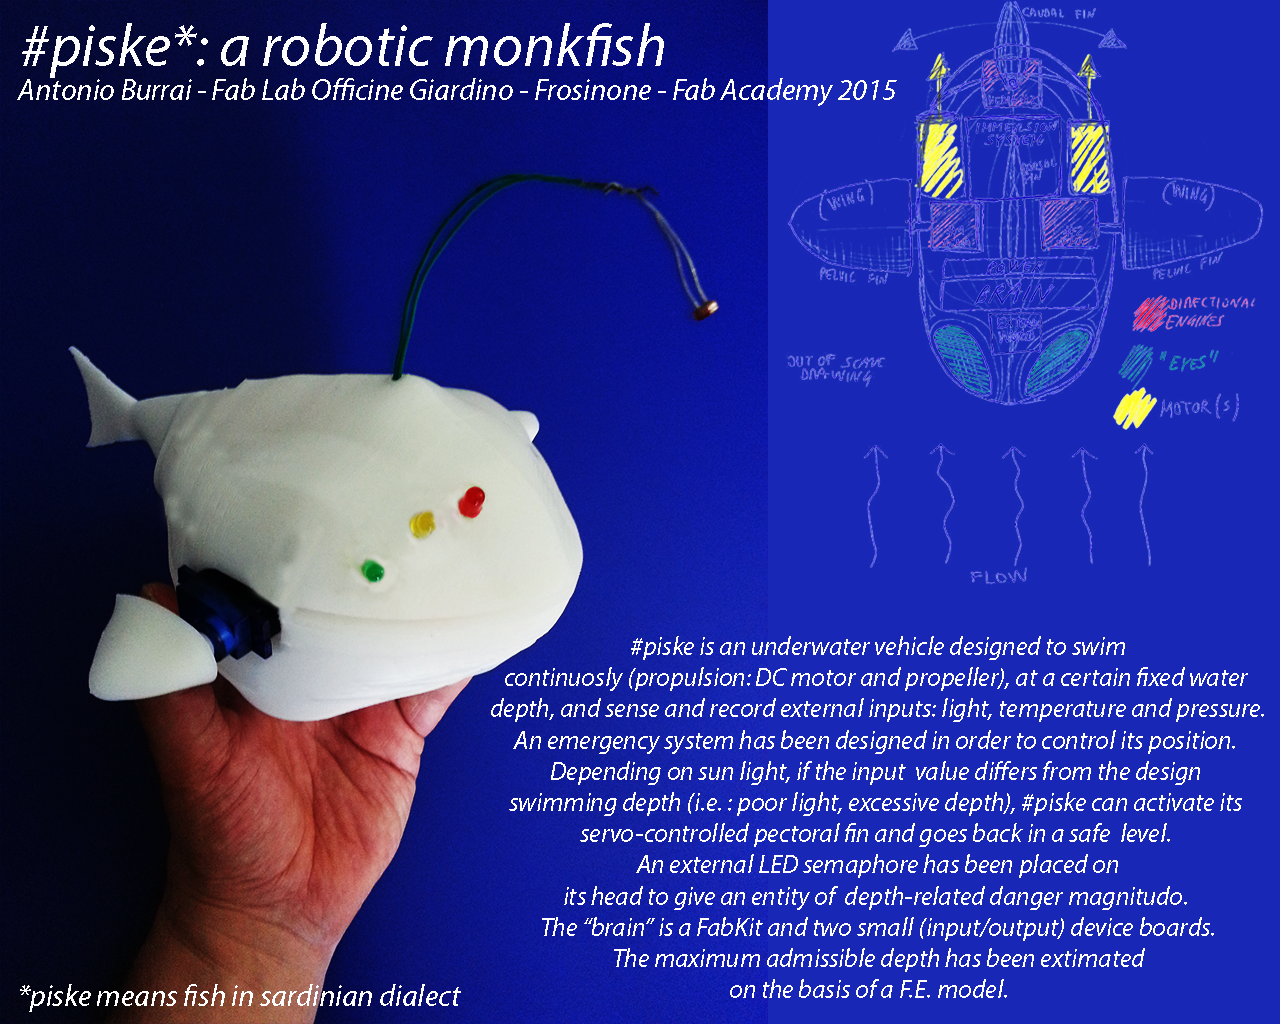 #piske*: a robotic monkfish
Antonio Burrai - Fab Lab Officine Giardino - Frosinone - Fab Academy 2015
CAUDAL FIN
IMMERSION
SYSTEM
(WING)
(WING)
PELVIC FIN
PELVIC FIN
POWER
BRAIN
DIRECTIONAL
ENGINES
OUT OF SCALE
DRAWING
"EYES"
MOTOR(S)
FLOW
#piske is an underwater vehicle designed to swim
continuosly (propulsion: DC motor and propeller), at a certain fixed water
depth, and sense and record external inputs: light, temperature and pressure.
An emergency system has been designed in order to control its position.
Depending on sun light, if the input value differs from the design
swimming depth (i.e. : poor light, excessive depth), #piske can activate its
servo-controlled pectoral fin and goes back in a safe level.
An external LED semaphore has been placed on
its head to give an entity of depth-related danger magnitudo.
The “brain” is a FabKit and two small (input/output) device boards.
The maximum admissible depth has been extimated
on the basis of a F.E. model.
*piske means fish in sardinian dialect